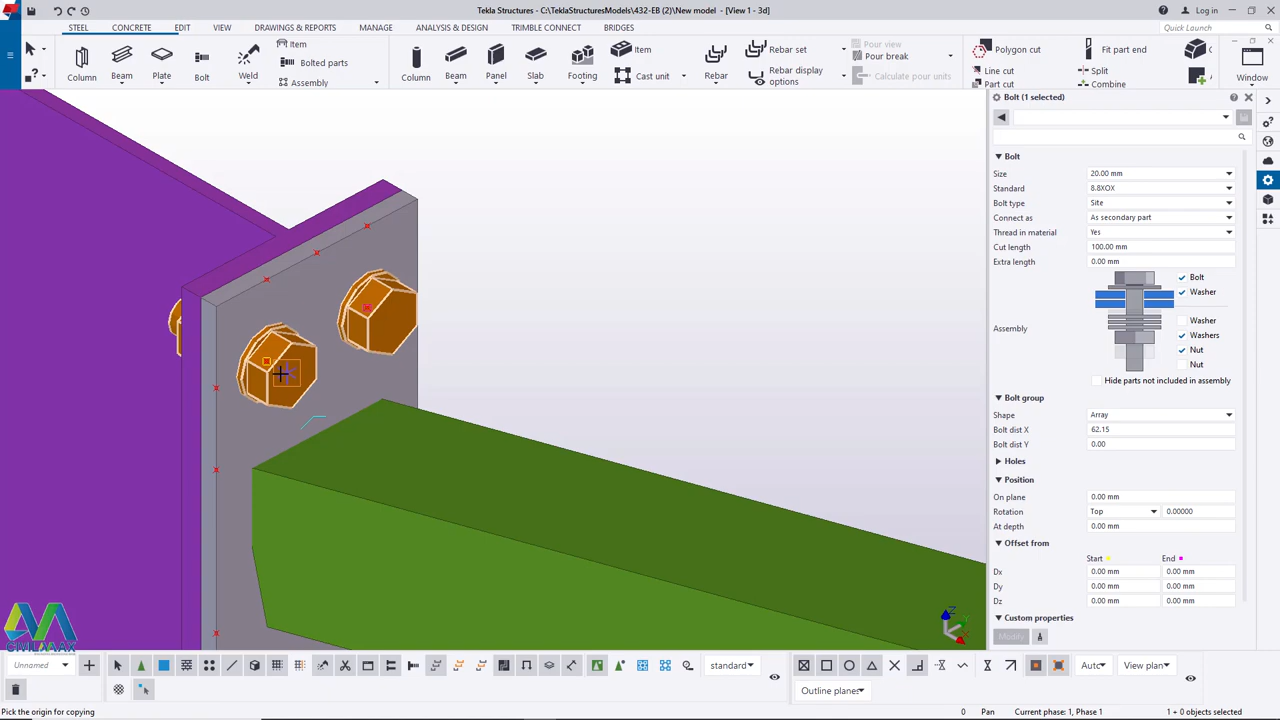 Tekla Structures - C:\TeklaStructuresModels\432-EB (2)\New model - [View 1 - 3d]
Log in
STEEL CONCRETE EDIT VIEW DRAWINGS & REPORTS MANAGE ANALYSIS & DESIGN TRIMBLE CONNECT BRIDGES
Quick Launch
Column Beam Plate Bolt Weld
Item
Bolted parts
Assembly
Column Beam Panel Slab Footing
Item
Cast unit
Rebar
Rebar set
Rebar display options
Pour view
Pour break
Calculate pour units
Polygon cut
Line cut
Part cut
Fit part end
Split
Combine
Window
Bolt (1 selected)
Bolt
Size 20.00 mm
Standard 8.8XOX
Bolt type Site
Connect as As secondary part
Thread in material Yes
Cut length 100.00 mm
Extra length 0.00 mm
Assembly
Bolt
Washer
Washer
Washers
Nut
Nut
Hide parts not included in assembly
Bolt group
Shape Array
Bolt dist X 62.15
Bolt dist Y 0.00
Holes
Position
On plane 0.00 mm
Rotation Top 0.00000
At depth 0.00 mm
Offset from
Start End
Dx 0.00 mm 0.00 mm
Dy 0.00 mm 0.00 mm
Dz 0.00 mm 0.00 mm
Custom properties
Modify
CIVILMAAX
Unnamed
standard
Auto
View plan
Outline planes
Pick the origin for copying
0 Pan Current phase: 1, Phase 1 1 + 0 objects selected